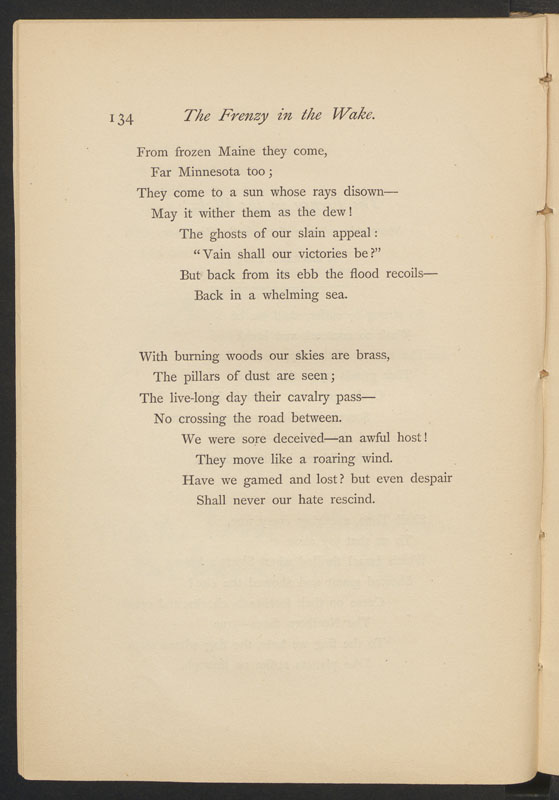 134 The Frenzy in the Wake.
From frozen Maine they come,
Far Minnesota too ;
They come to a sun whose rays disown—
May it wither them as the dew!
The ghosts of our slain appeal :
"Vain shall our victories be?"
But back from its ebb the flood recoils—
Back in a whelming sea.
With burning woods our skies are brass,
The pillars of dust are seen ;
The live-long day their cavalry pass—
No crossing the road between.
We were sore deceived—an awful host!
They move like a roaring wind.
Have we gamed and lost? but even despair
Shall never our hate rescind.